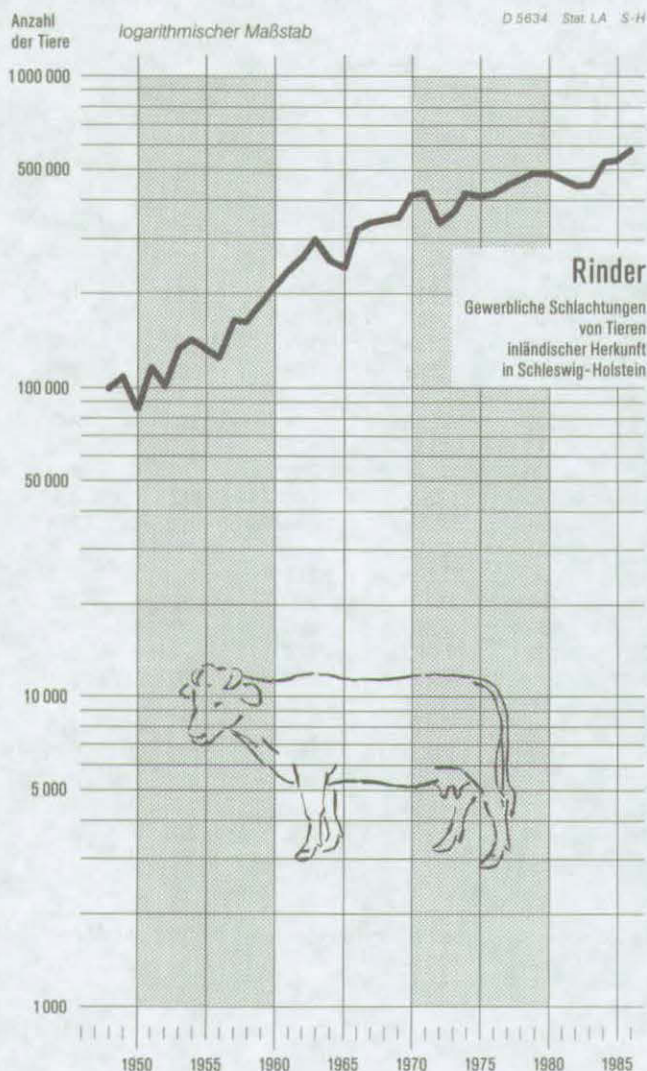 Anzahl
der Tiere
logarithmischer Maßstab
D 5634 Stat. LA S-H
1 000 000
500 000
Rinder
Gewerbliche Schlachtungen
von Tieren
inländischer Herkunft
in Schleswig-Holstein
100 000
50 000
10 000
5 000
1 000
1950 1955 1960 1965 1970 1975 1980 1985